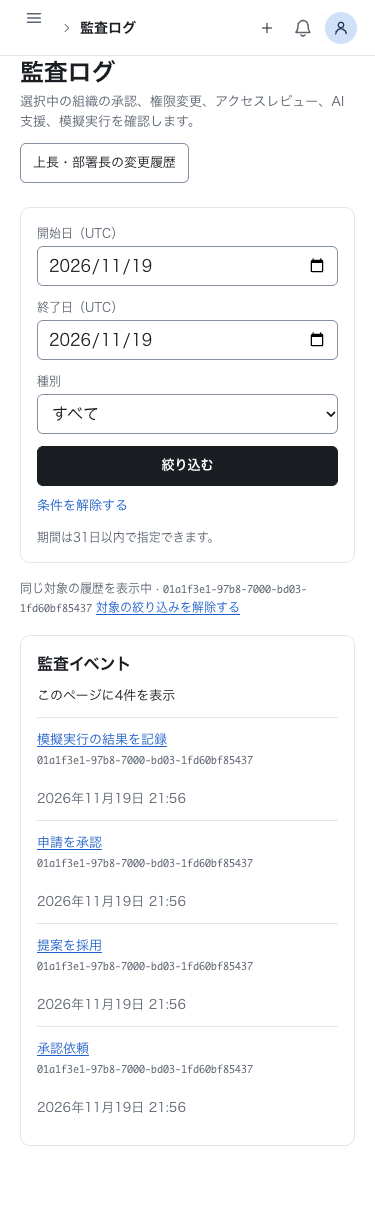 監査ログ
監査ログ
選択中の組織の承認、権限変更、アクセスレビュー、AI
支援、模擬実行を確認します。
上長・部署長の変更履歴
開始日（UTC）
2026/11/19
終了日（UTC）
2026/11/19
種別
すべて
絞り込む
条件を解除する
期間は31日以内で指定できます。
同じ対象の履歴を表示中 · 01a1f3e1-97b8-7000-bd03-
1fd60bf85437 対象の絞り込みを解除する
監査イベント
このページに4件を表示
模擬実行の結果を記録
01a1f3e1-97b8-7000-bd03-1fd60bf85437
2026年11月19日 21:56
申請を承認
01a1f3e1-97b8-7000-bd03-1fd60bf85437
2026年11月19日 21:56
提案を採用
01a1f3e1-97b8-7000-bd03-1fd60bf85437
2026年11月19日 21:56
承認依頼
01a1f3e1-97b8-7000-bd03-1fd60bf85437
2026年11月19日 21:56